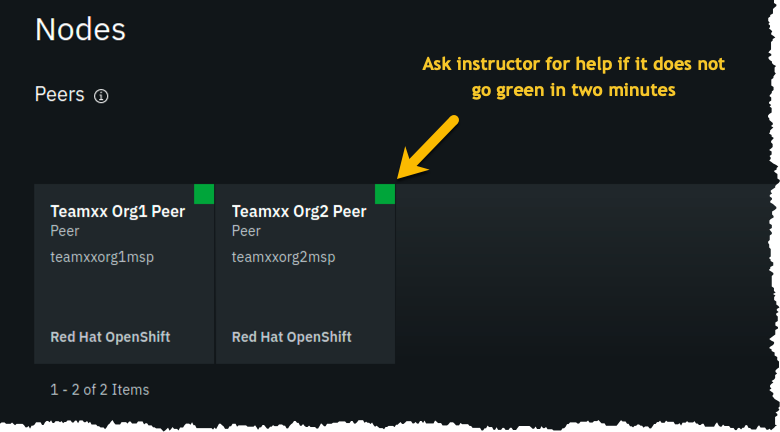 Nodes
Ask instructor for help if it does not
go green in two minutes
Peers
Teamxx Org1 Peer
Peer
teamxxorg1msp
Red Hat OpenShift
Teamxx Org2 Peer
Peer
teamxxorg2msp
Red Hat OpenShift
1 - 2 of 2 Items